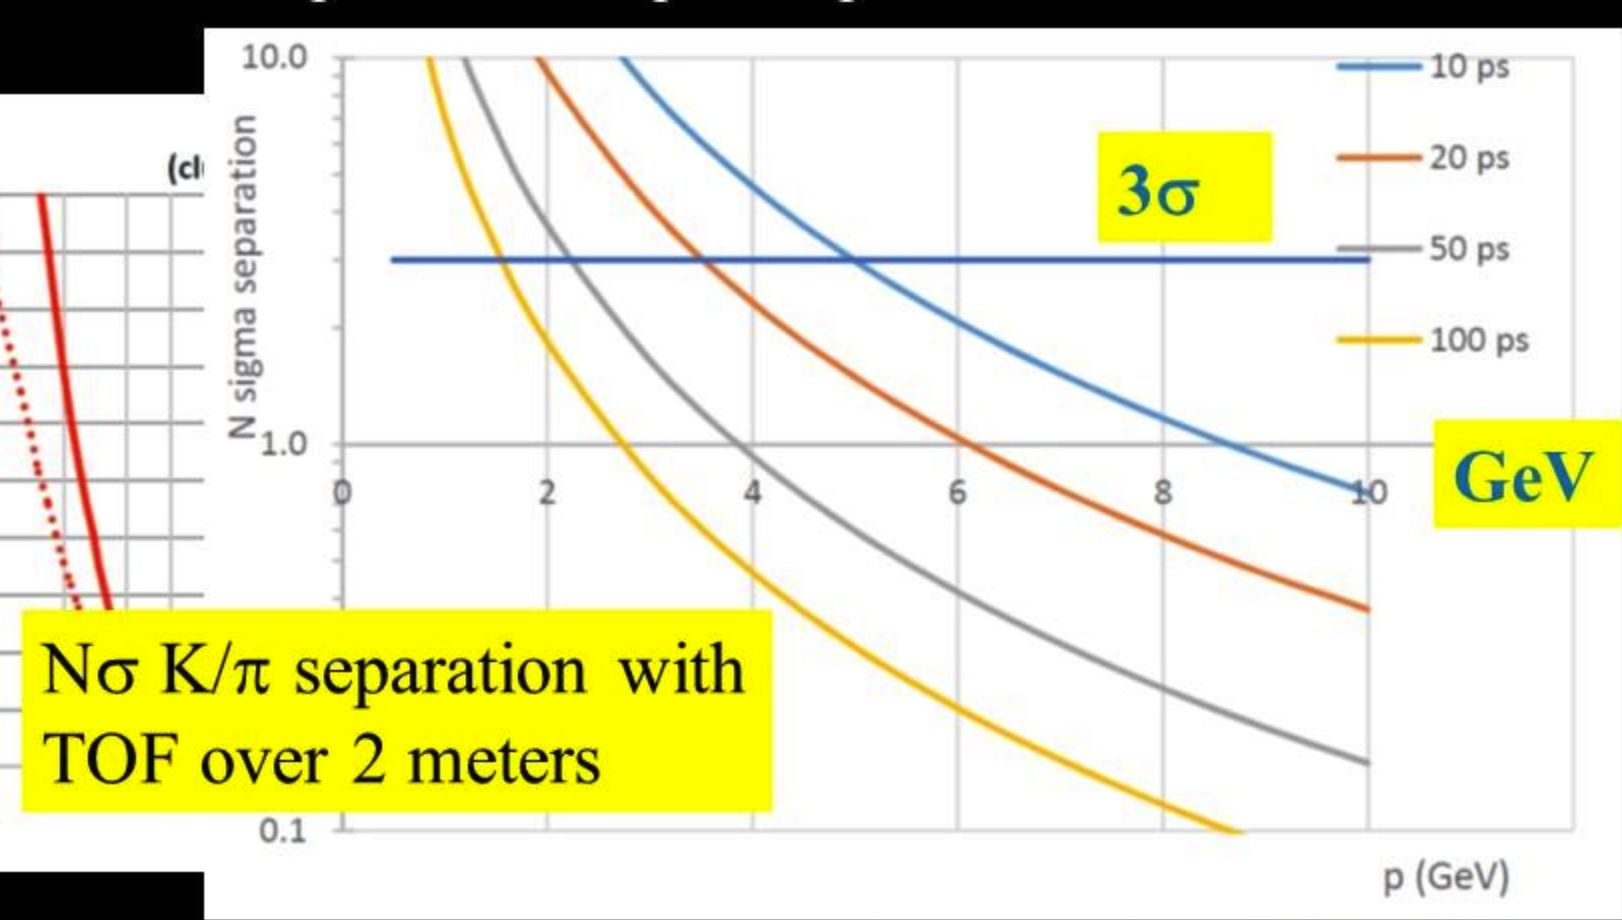 (cl
N sigma separation
10.0
1.0
0.1
0 2 4 6 8 10
3σ
10 ps
20 ps
50 ps
100 ps
GeV
Nσ K/π separation with
TOF over 2 meters
p (GeV)